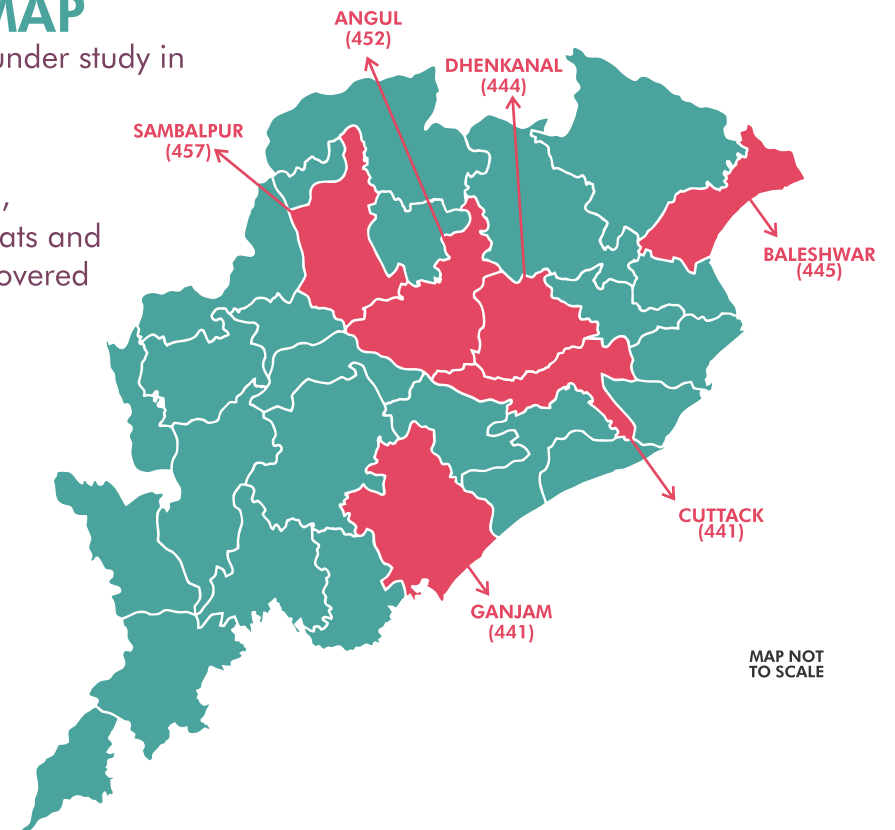 MAP
under study in
,
ats and
overed
ANGUL
(452)
DHENKANAL
(444)
SAMBALPUR
(457)
BALESHWAR
(445)
CUTTACK
(441)
GANJAM
(441)
MAP NOT
TO SCALE